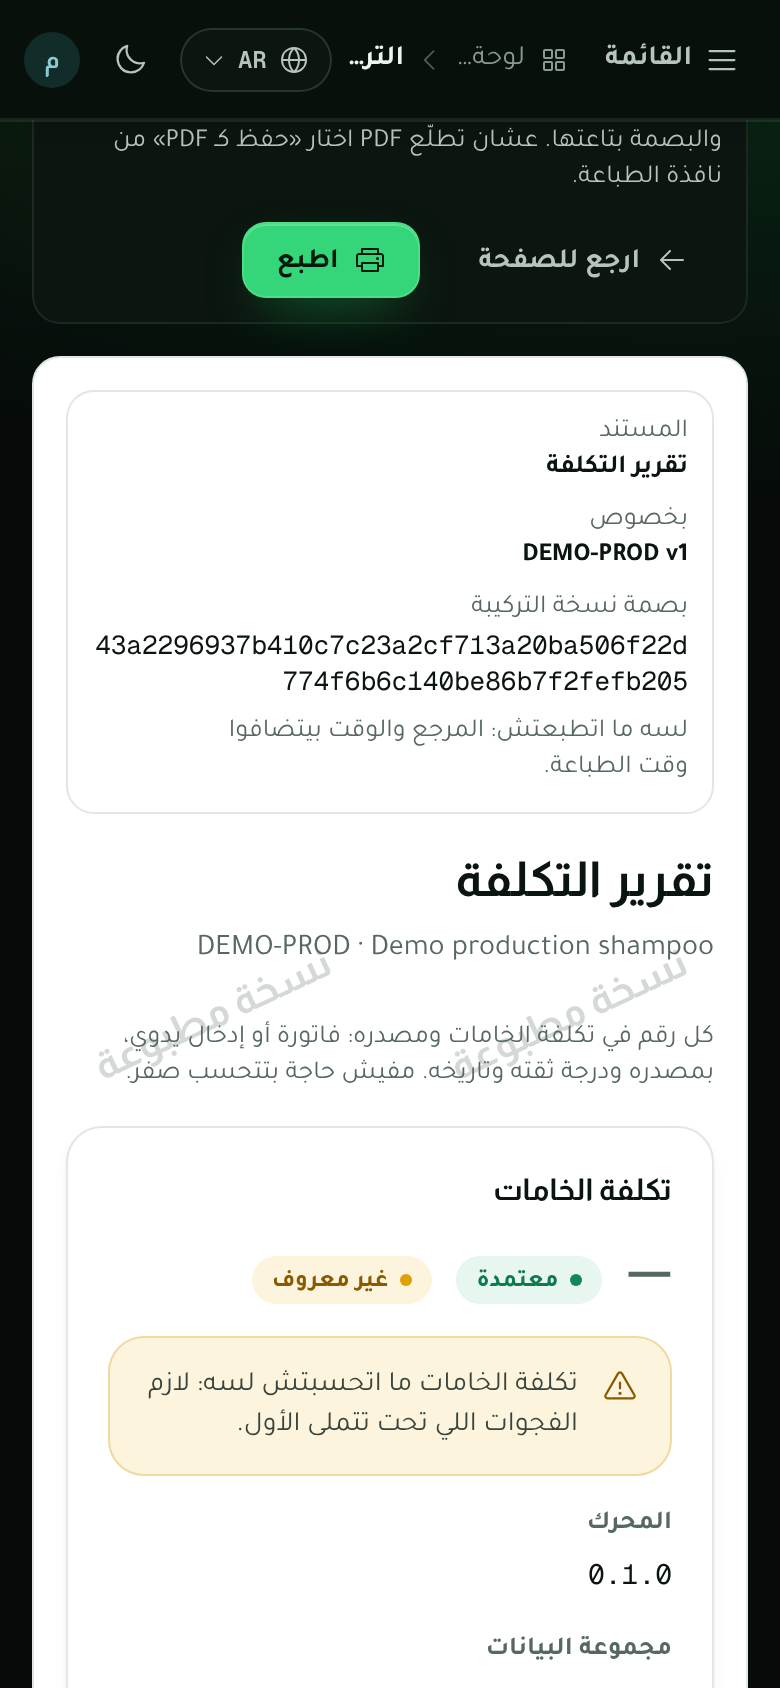 القائمة
لوحة...
التر...
AR
م
والبصمة بتاعتها. عشان تطلّع PDF اختار «حفظ كـ PDF» من
نافذة الطباعة.
ارجع للصفحة
اطبع
المستند
تقرير التكلفة
بخصوص
DEMO-PROD v1
بصمة نسخة التركيبة
43a2296937b410c7c23a2cf713a20ba506f22d
774f6b6c140be86b7f2fefb205
لسه ما اتطبعتش: المرجع والوقت بيتضافوا
وقت الطباعة.
تقرير التكلفة
DEMO-PROD · Demo production shampoo
نسخة مطبوعة
نسخة مطبوعة
كل رقم في تكلفة الخامات ومصدره: فاتورة أو إدخال يدوي،
بمصدره ودرجة ثقته وتاريخه. مفيش حاجة بتتحسب صفر.
تكلفة الخامات
—
معتمدة
غير معروف
تكلفة الخامات ما اتحسبتش لسه: لازم
الفجوات اللي تحت تتملى الأول.
المحرك
0.1.0
مجموعة البيانات